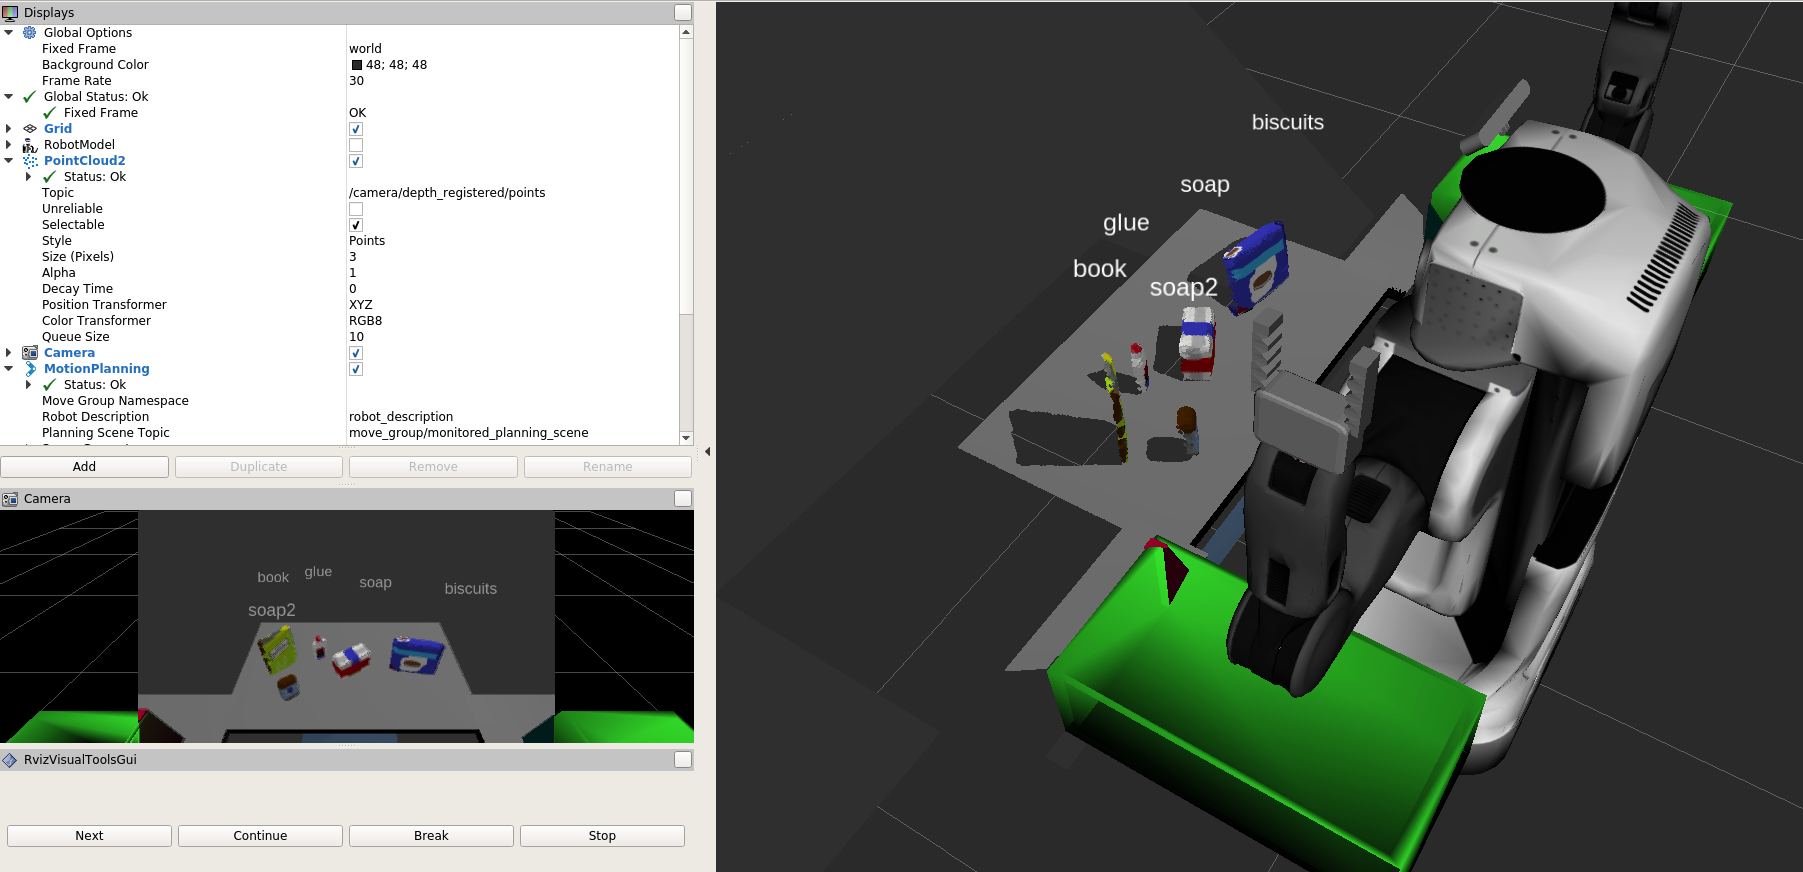 Displays
Global Options
Fixed Frame world
Background Color 48; 48; 48
Frame Rate 30
Global Status: Ok
Fixed Frame OK
Grid
RobotModel
PointCloud2
Status: Ok
Topic /camera/depth_registered/points
Unreliable
Selectable
Style Points
Size (Pixels) 3
Alpha 1
Decay Time 0
Position Transformer XYZ
Color Transformer RGB8
Queue Size 10
Camera
MotionPlanning
Status: Ok
Move Group Namespace
Robot Description robot_description
Planning Scene Topic move_group/monitored_planning_scene
Add Duplicate Remove Rename
Camera
book glue soap biscuits
soap2
RvizVisualToolsGui
Next Continue Break Stop
biscuits
soap
glue
book
soap2